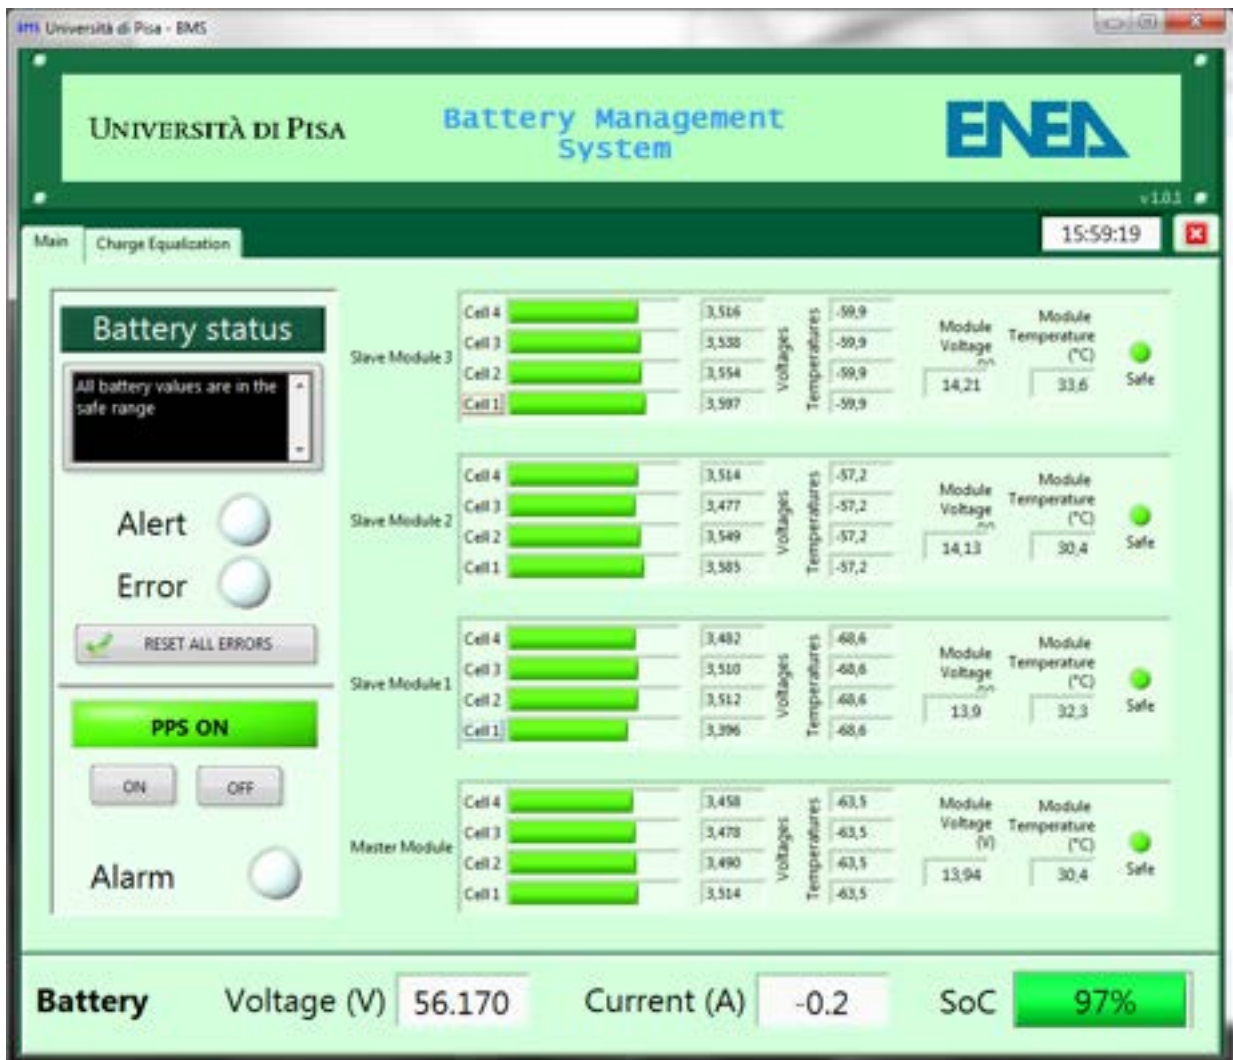 BMS Università di Pisa - BMS
UNIVERSITÀ DI PISA
Battery Management
System
ENEA
v 1.0.1
Main
Charge Equalization
15:59:19
Battery status
All battery values are in the
safe range
Alert
Error
RESET ALL ERRORS
PPS ON
ON
OFF
Alarm
Slave Module 3
Cell 4 3,516 -59,9
Cell 3 3,538 -59,9
Cell 2 3,554 -59,9
Cell 1 3,597 -59,9
Voltages
Temperatures
Module
Voltage
14,21
Module
Temperature
(°C)
33,6
Safe
Slave Module 2
Cell 4 3,514 -57,2
Cell 3 3,477 -57,2
Cell 2 3,549 -57,2
Cell 1 3,585 -57,2
Voltages
Temperatures
Module
Voltage
14,13
Module
Temperature
(°C)
30,4
Safe
Slave Module 1
Cell 4 3,482 -68,6
Cell 3 3,510 -68,6
Cell 2 3,512 -68,6
Cell 1 3,396 -68,6
Voltages
Temperatures
Module
Voltage
13,9
Module
Temperature
(°C)
32,3
Safe
Master Module
Cell 4 3,458 -63,5
Cell 3 3,478 -63,5
Cell 2 3,490 -63,5
Cell 1 3,514 -63,5
Voltages
Temperatures
Module
Voltage
(V)
13,94
Module
Temperature
(°C)
30,4
Safe
Battery Voltage (V) 56.170 Current (A) -0.2 SoC 97%